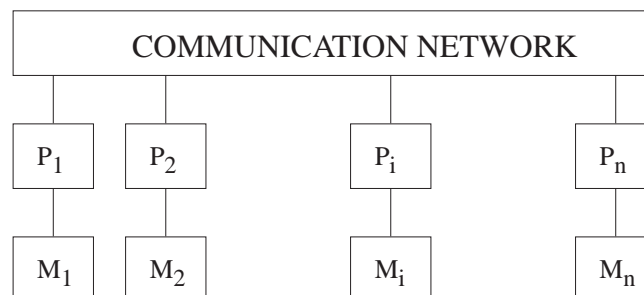 COMMUNICATION NETWORK
P₁ P₂ Pᵢ Pₙ
M₁ M₂ Mᵢ Mₙ